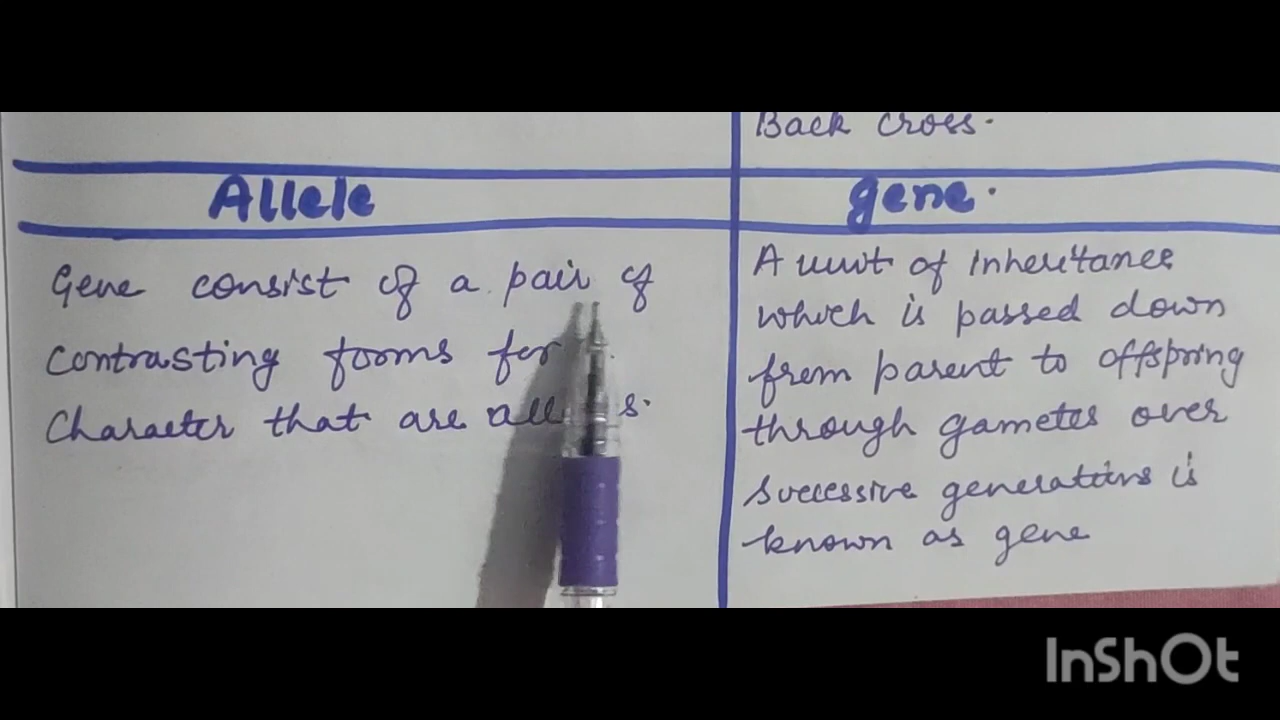 Back cross.
Allele
gene.
Gene consist of a pair of
contrasting forms for
character that are
A unit of inheritance
which is passed down
from parent to offspring
through gametes over
successive generations is
known as gene
InShOt